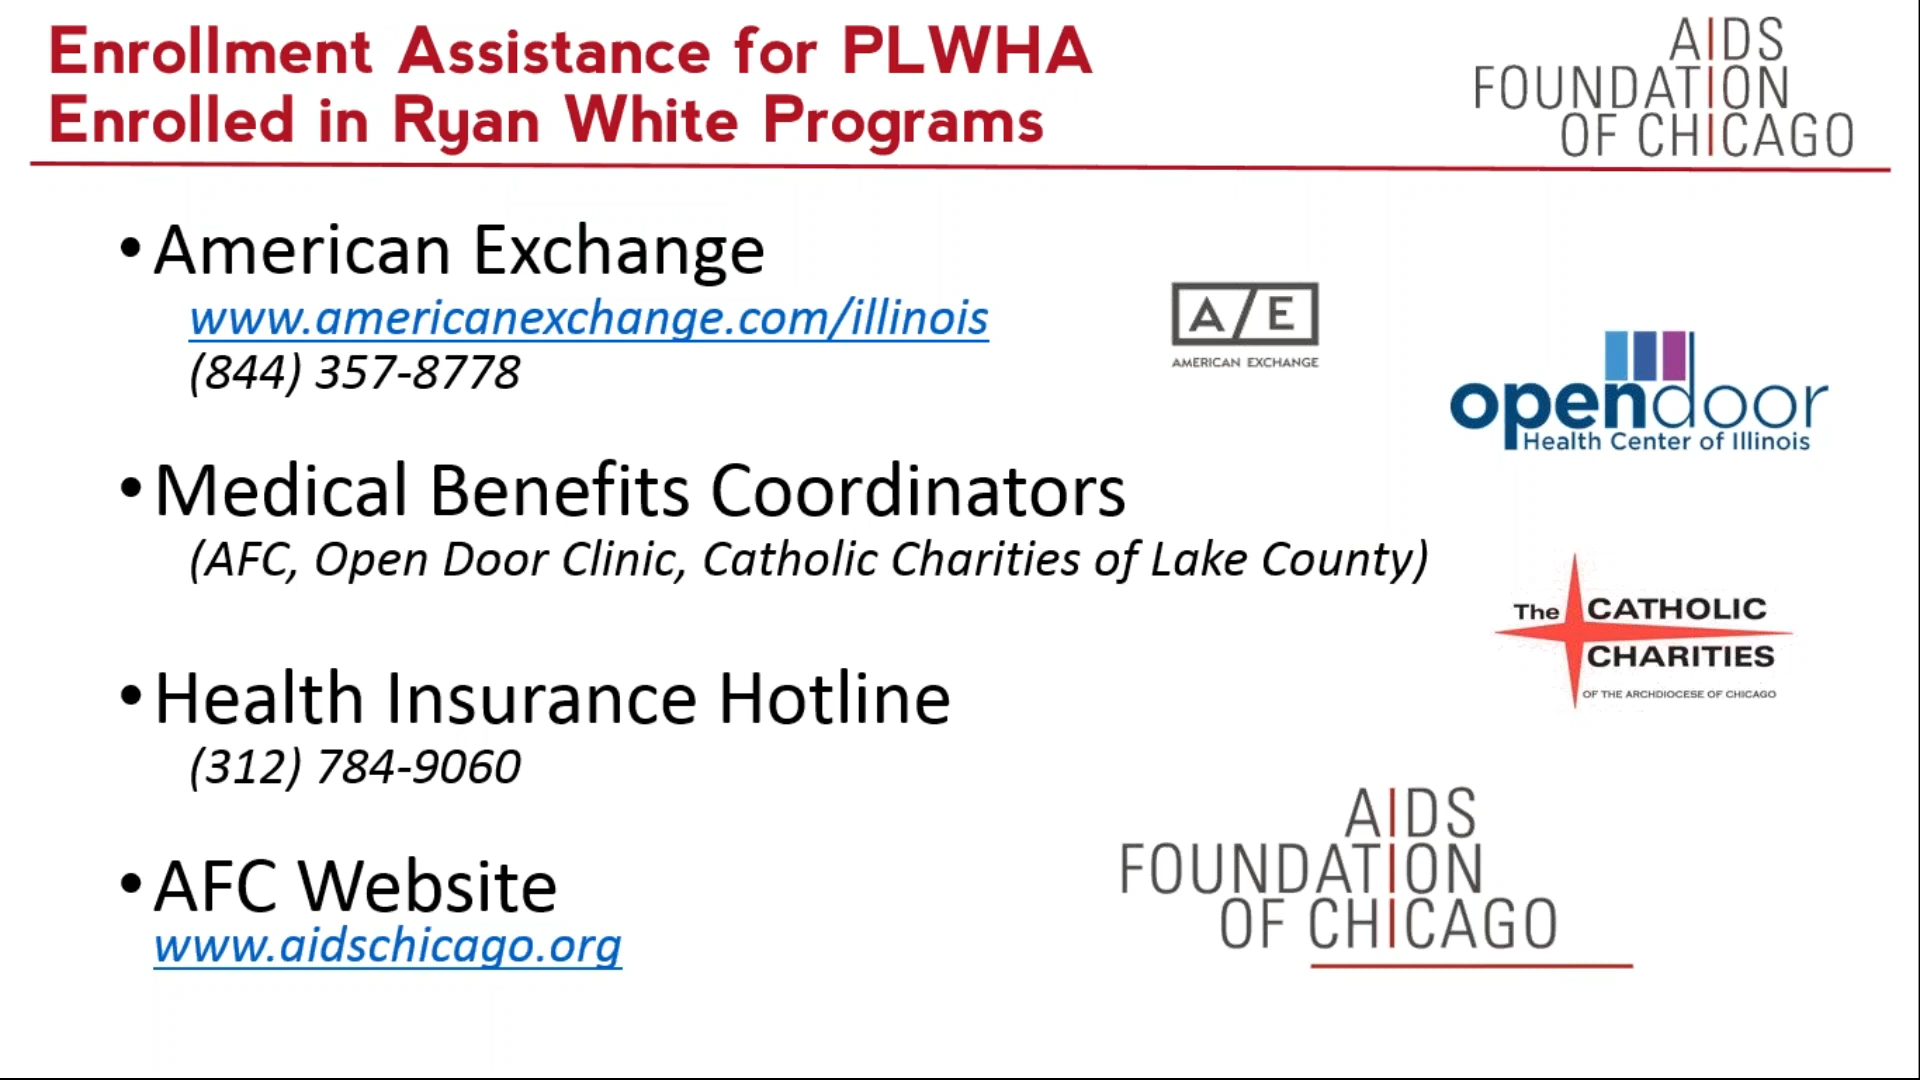 Enrollment Assistance for PLWHA
Enrolled in Ryan White Programs
AIDS
FOUNDATION
OF CHICAGO
•American Exchange
www.americanexchange.com/illinois
(844) 357-8778
A/E
AMERICAN EXCHANGE
opendoor
Health Center of Illinois
•Medical Benefits Coordinators
(AFC, Open Door Clinic, Catholic Charities of Lake County)
The CATHOLIC
CHARITIES
OF THE ARCHDIOCESE OF CHICAGO
•Health Insurance Hotline
(312) 784-9060
•AFC Website
www.aidschicago.org
AIDS
FOUNDATION
OF CHICAGO